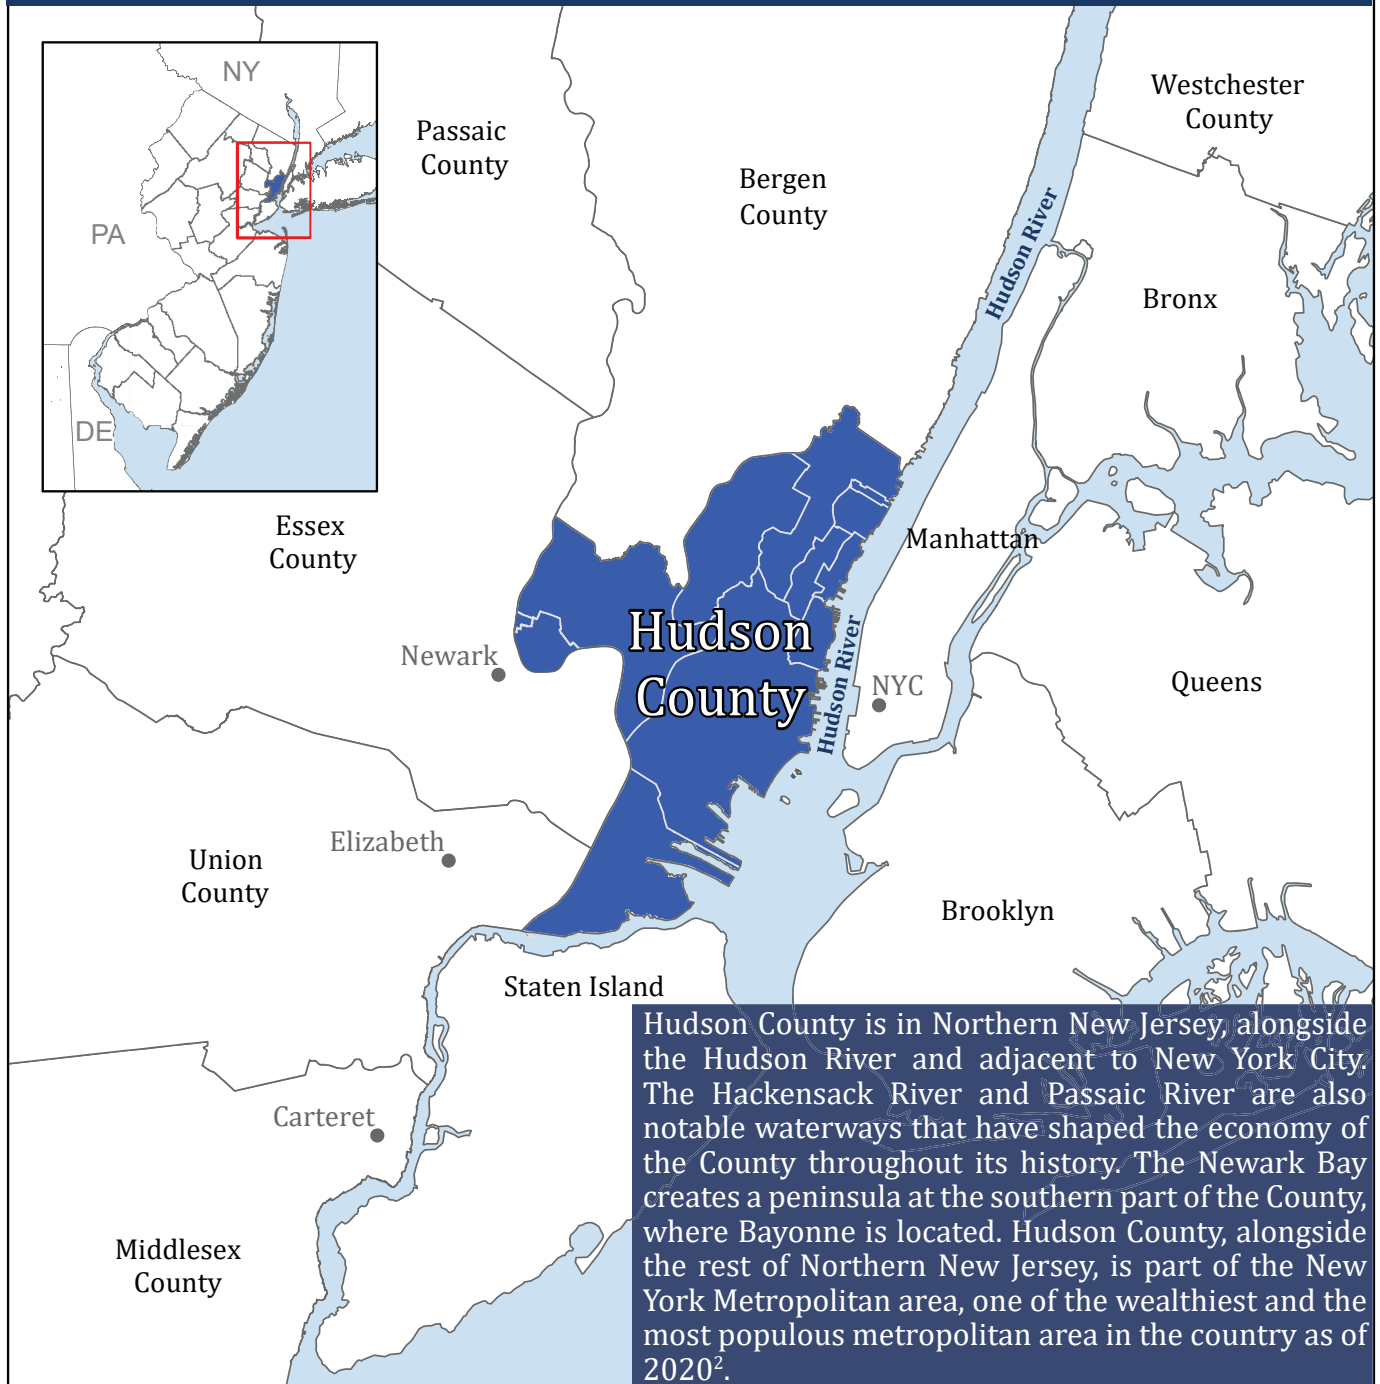 NY
PA
DE
Passaic
County
Bergen
County
Westchester
County
Hudson River
Bronx
Essex
County
Manhattan
Newark
Hudson
County
Hudson River
NYC
Queens
Elizabeth
Union
County
Brooklyn
Staten Island
Carteret
Middlesex
County
Hudson County is in Northern New Jersey, alongside
the Hudson River and adjacent to New York City.
The Hackensack River and Passaic River are also
notable waterways that have shaped the economy of
the County throughout its history. The Newark Bay
creates a peninsula at the southern part of the County,
where Bayonne is located. Hudson County, alongside
the rest of Northern New Jersey, is part of the New
York Metropolitan area, one of the wealthiest and the
most populous metropolitan area in the country as of
2020².